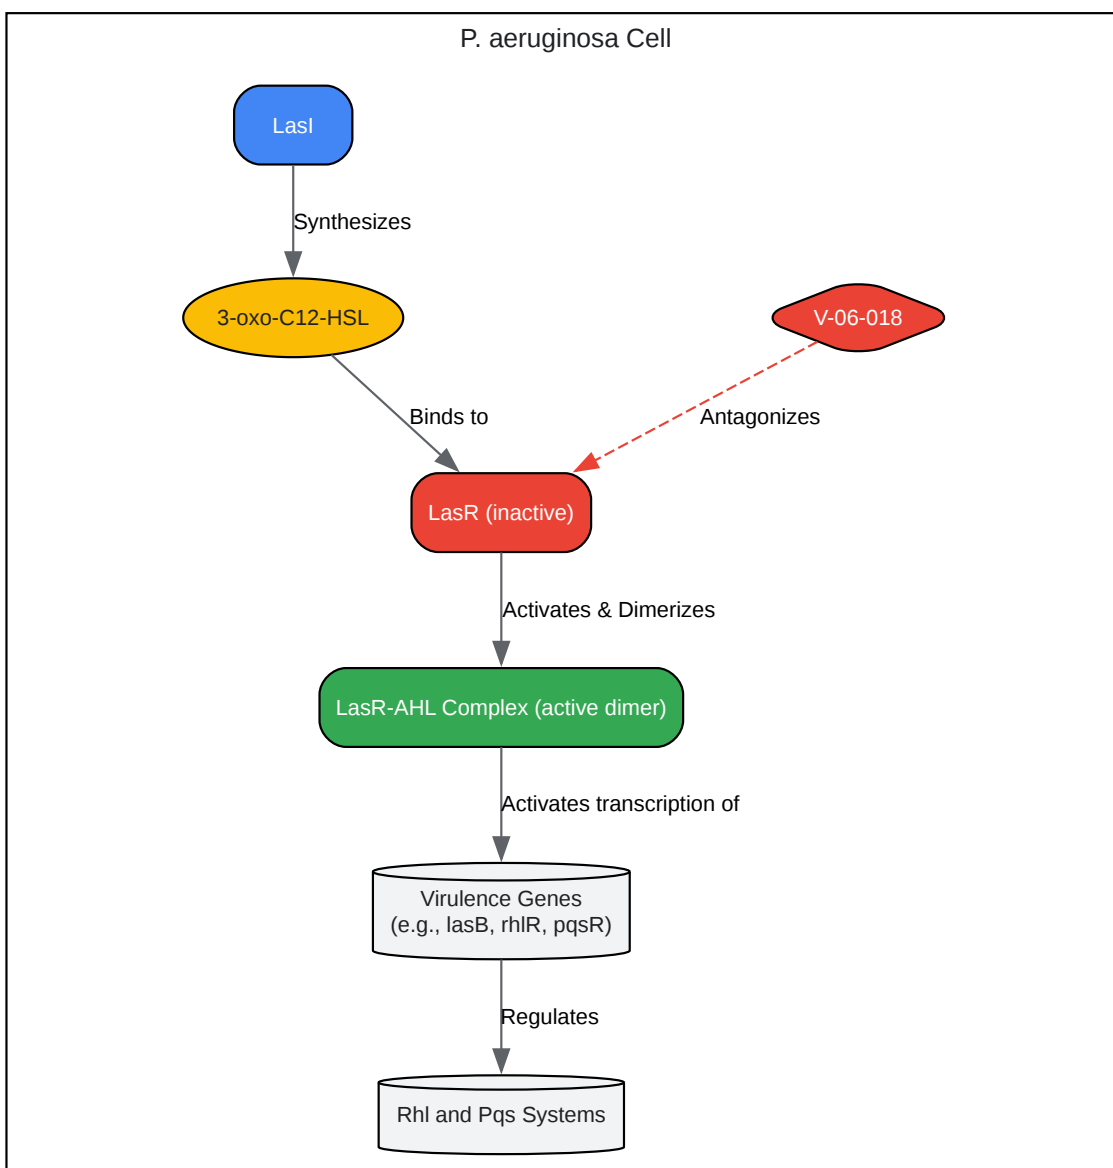 P. aeruginosa Cell
LasI
Synthesizes
3-oxo-C12-HSL
V-06-018
Binds to
Antagonizes
LasR (inactive)
Activates & Dimerizes
LasR-AHL Complex (active dimer)
Activates transcription of
Virulence Genes
(e.g., lasB, rhlR, pqsR)
Regulates
Rhl and Pqs Systems